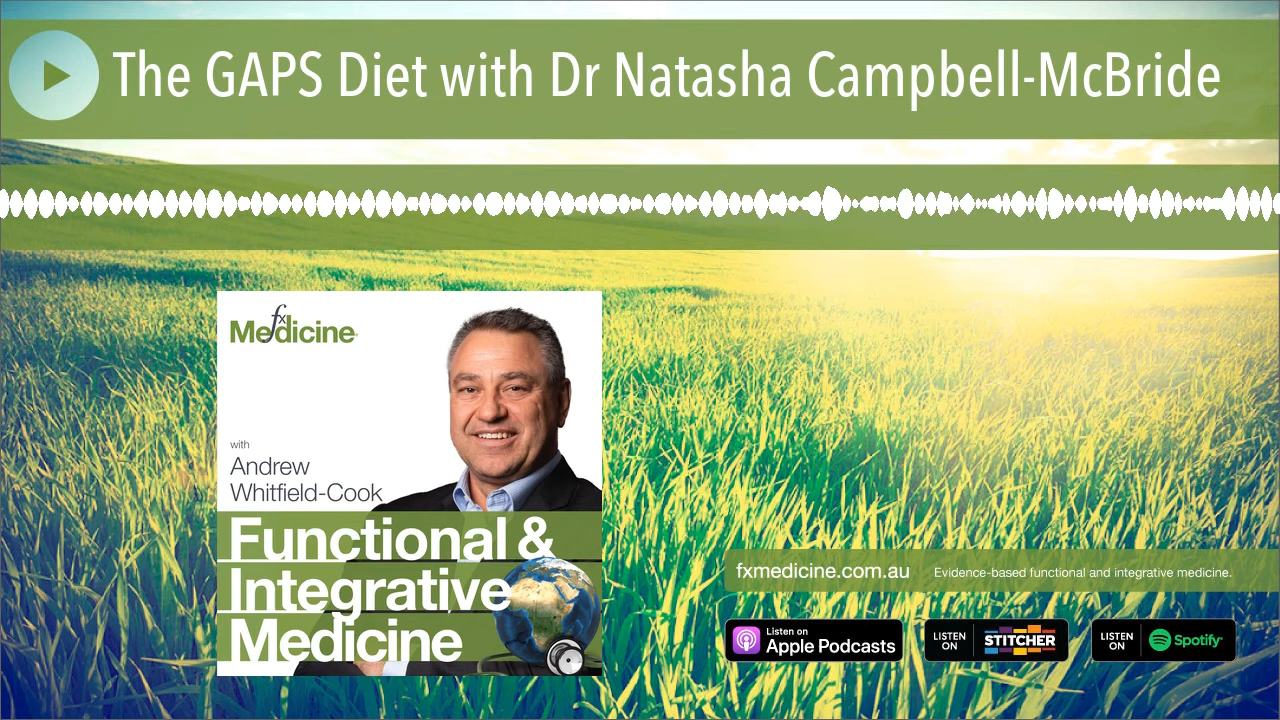 The GAPS Diet with Dr Natasha Campbell-McBride
fx
Medicine
with
Andrew
Whitfield-Cook
Functional &
Integrative
Medicine
fxmedicine.com.au
Evidence-based functional and integrative medicine.
Listen on
Apple Podcasts
LISTEN
ON
STITCHER
LISTEN
ON
Spotify